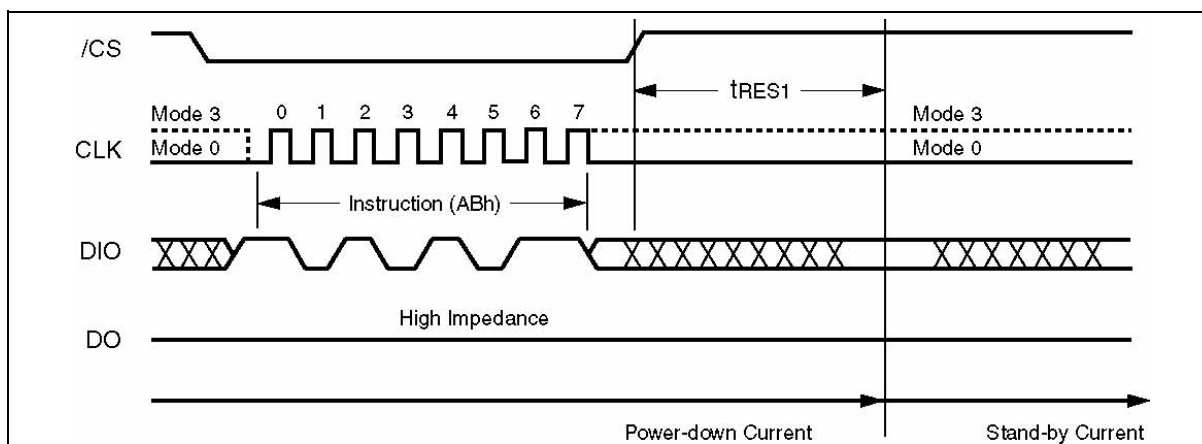 /CS
tRES1
Mode 3 0 1 2 3 4 5 6 7 Mode 3
CLK Mode 0 Mode 0
Instruction (ABh)
DIO
High Impedance
DO
Power-down Current Stand-by Current